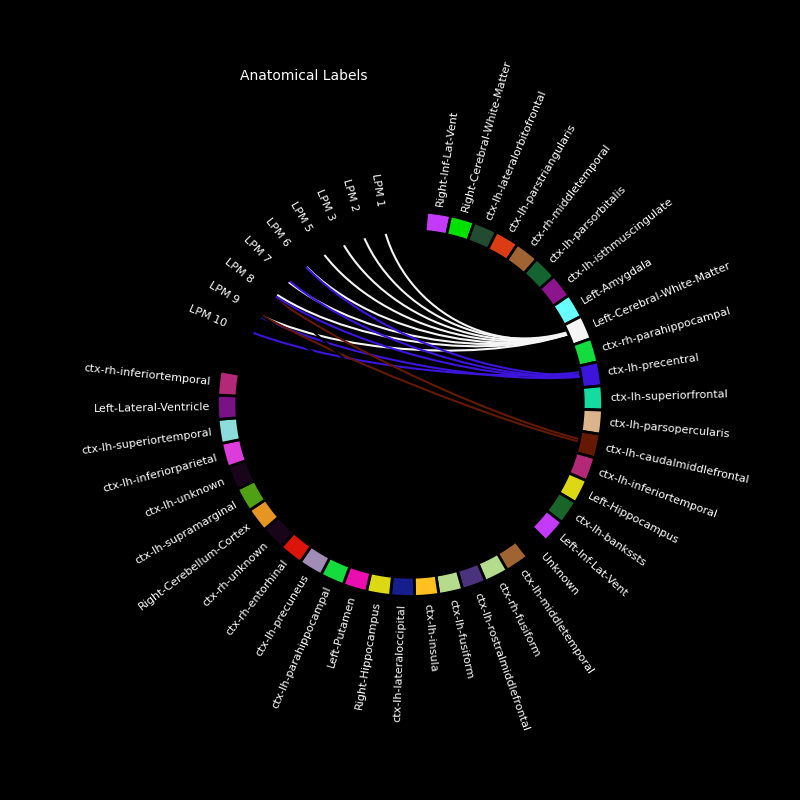 Anatomical Labels
Right-Inf-Lat-Vent
Right-Cerebral-White-Matter
ctx-lh-lateralorbitofrontal
ctx-lh-parstriangularis
ctx-rh-middletemporal
ctx-lh-parsorbitalis
ctx-lh-isthmuscingulate
Left-Amygdala
Left-Cerebral-White-Matter
ctx-rh-parahippocampal
ctx-lh-precentral
ctx-lh-superiorfrontal
ctx-lh-parsopercularis
ctx-lh-caudalmiddlefrontal
ctx-lh-inferiortemporal
Left-Hippocampus
ctx-lh-bankssts
Left-Inf-Lat-Vent
Unknown
ctx-lh-middletemporal
ctx-rh-fusiform
ctx-lh-rostralmiddlefrontal
ctx-lh-fusiform
ctx-lh-insula
ctx-lh-lateraloccipital
Right-Hippocampus
Left-Putamen
ctx-lh-parahippocampal
ctx-lh-precuneus
ctx-rh-entorhinal
ctx-rh-unknown
Right-Cerebellum-Cortex
ctx-lh-supramarginal
ctx-lh-unknown
ctx-lh-inferiorparietal
ctx-lh-superiortemporal
Left-Lateral-Ventricle
ctx-rh-inferiortemporal
LPM 10
LPM 9
LPM 8
LPM 7
LPM 6
LPM 5
LPM 3
LPM 2
LPM 1